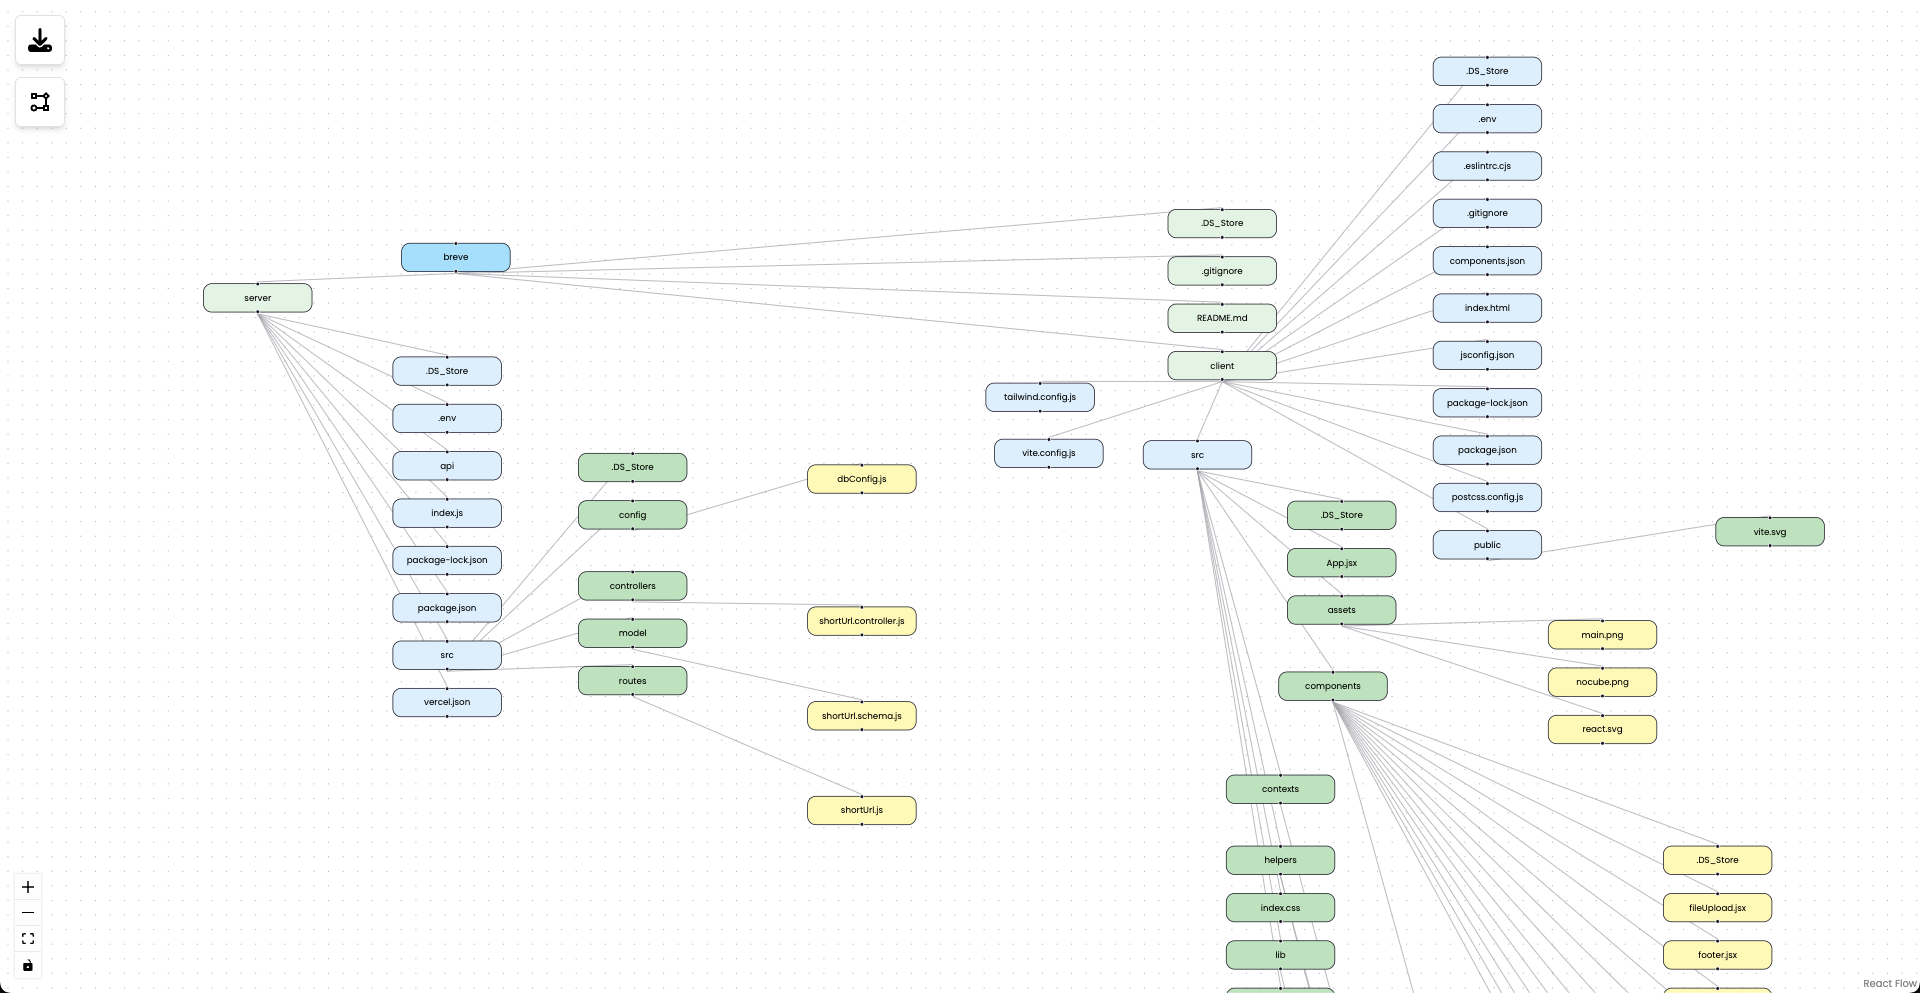 breve
server
.DS_Store
.env
api
index.js
package-lock.json
package.json
src
vercel.json
.DS_Store
config
controllers
model
routes
dbConfig.js
shortUrl.controller.js
shortUrl.schema.js
shortUrl.js
.DS_Store
.gitignore
README.md
client
tailwind.config.js
vite.config.js
src
.DS_Store
.env
.eslintrc.cjs
.gitignore
components.json
index.html
jsconfig.json
package-lock.json
package.json
postcss.config.js
public
vite.svg
.DS_Store
App.jsx
assets
components
main.png
nocube.png
react.svg
contexts
helpers
index.css
lib
.DS_Store
fileUpload.jsx
footer.jsx
React Flow